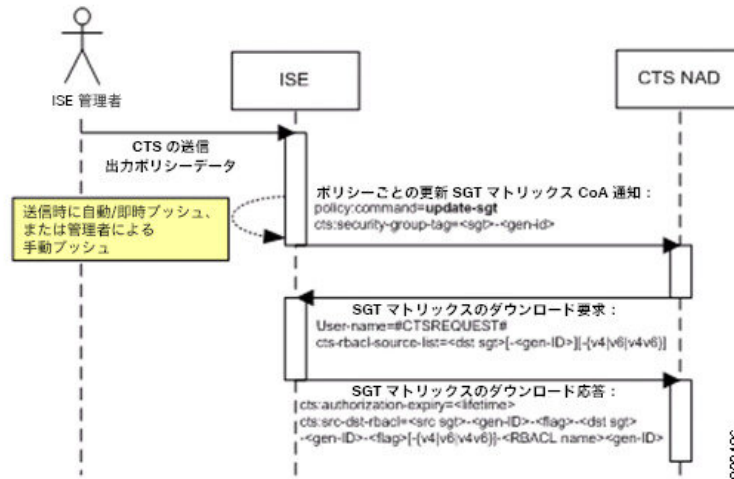 ISE
CTS NAD
ISE 管理者
CTS の送信
出力ポリシーデータ
送信時に自動/即時プッシュ、
または管理者による
手動プッシュ
ポリシーごとの更新 SGT マトリックス CoA 通知：
policy:command=update-sgt
cts:security-group-tag=<sgt>-<gen-id>
SGT マトリックスのダウンロード要求：
User-name=#CTSREQUEST#
cts-rbacl-source-list=<dst sgt>[-<gen-ID>][-{v4|v6|v4v6}]
SGT マトリックスのダウンロード応答：
cts:authorization-expiry=<lifetime>
cts:src-dst-rbacl=<src sgt>-<gen-ID>-<flag>-<dst sgt>
-<gen-ID>-<flag>[-{v4|v6|v4v6}]-<RBACL name><gen-ID>